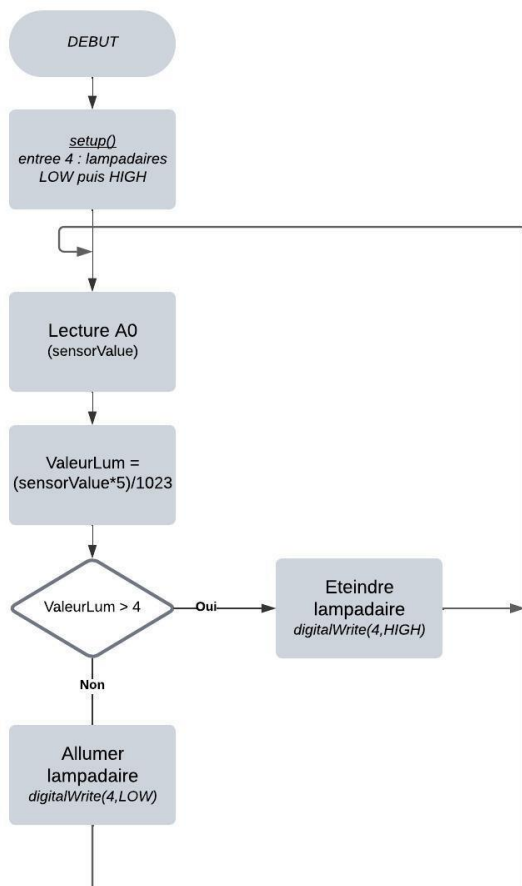 DEBUT
setup()
entree 4 : lampadaires
LOW puis HIGH
Lecture A0
(sensorValue)
ValeurLum =
(sensorValue*5)/1023
ValeurLum > 4
Oui
Eteindre
lampadaire
digitalWrite(4,HIGH)
Non
Allumer
lampadaire
digitalWrite(4,LOW)